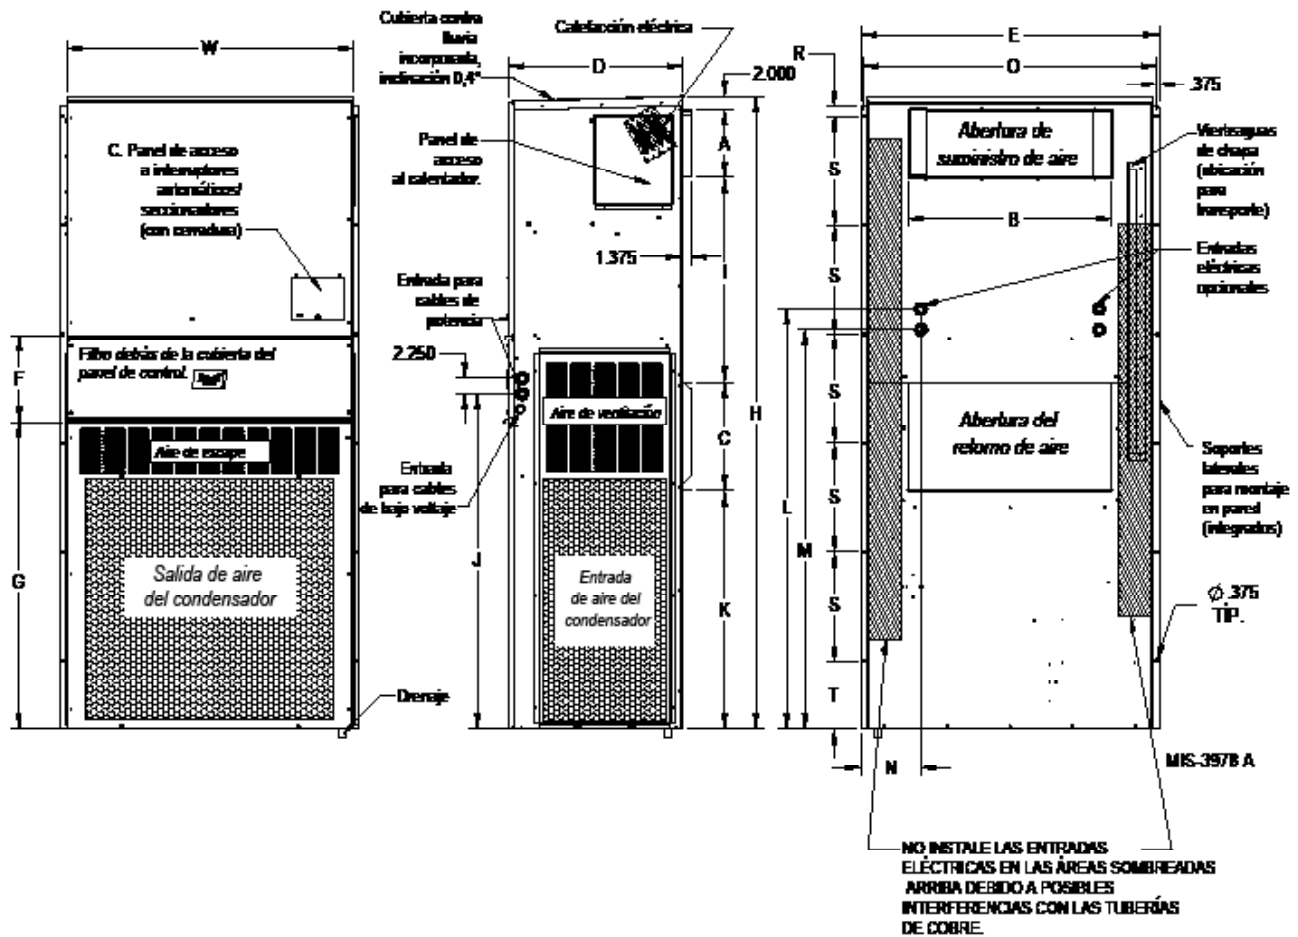 W
C. Panel de acceso
a interruptores
automáticos/
seccionadores
(con cerradura)
F
Filtro detrás de la cubierta del
panel de control.
Aire de escape
G
Salida de aire
del condensador
Drenaje
Cubierta contra
lluvia
incorporada,
inclinación 0,4°
Calefacción eléctrica
D
2.000
Panel de
acceso
al calentador.
A
1.375
I
Entrada para
cables de
potencia
2.250
Aire de ventilación
H
C
Entrada
para cables
de bajo voltaje
J
Entrada
de aire del
condensador
K
E
R
O
.375
Abertura de
suministro de aire
Vierteaguas
de chapa
(ubicación
para
transporte)
S
B
Entradas
eléctricas
opcionales
S
S
Abertura del
retorno de aire
Soportes
laterales
para montaje
en pared
(integrados)
S
L
M
S
Ø .375
TÍP.
T
N
MIS-3978 A
NO INSTALE LAS ENTRADAS
ELÉCTRICAS EN LAS ÁREAS SOMBREADAS
ARRIBA DEBIDO A POSIBLES
INTERFERENCIAS CON LAS TUBERÍAS
DE COBRE.